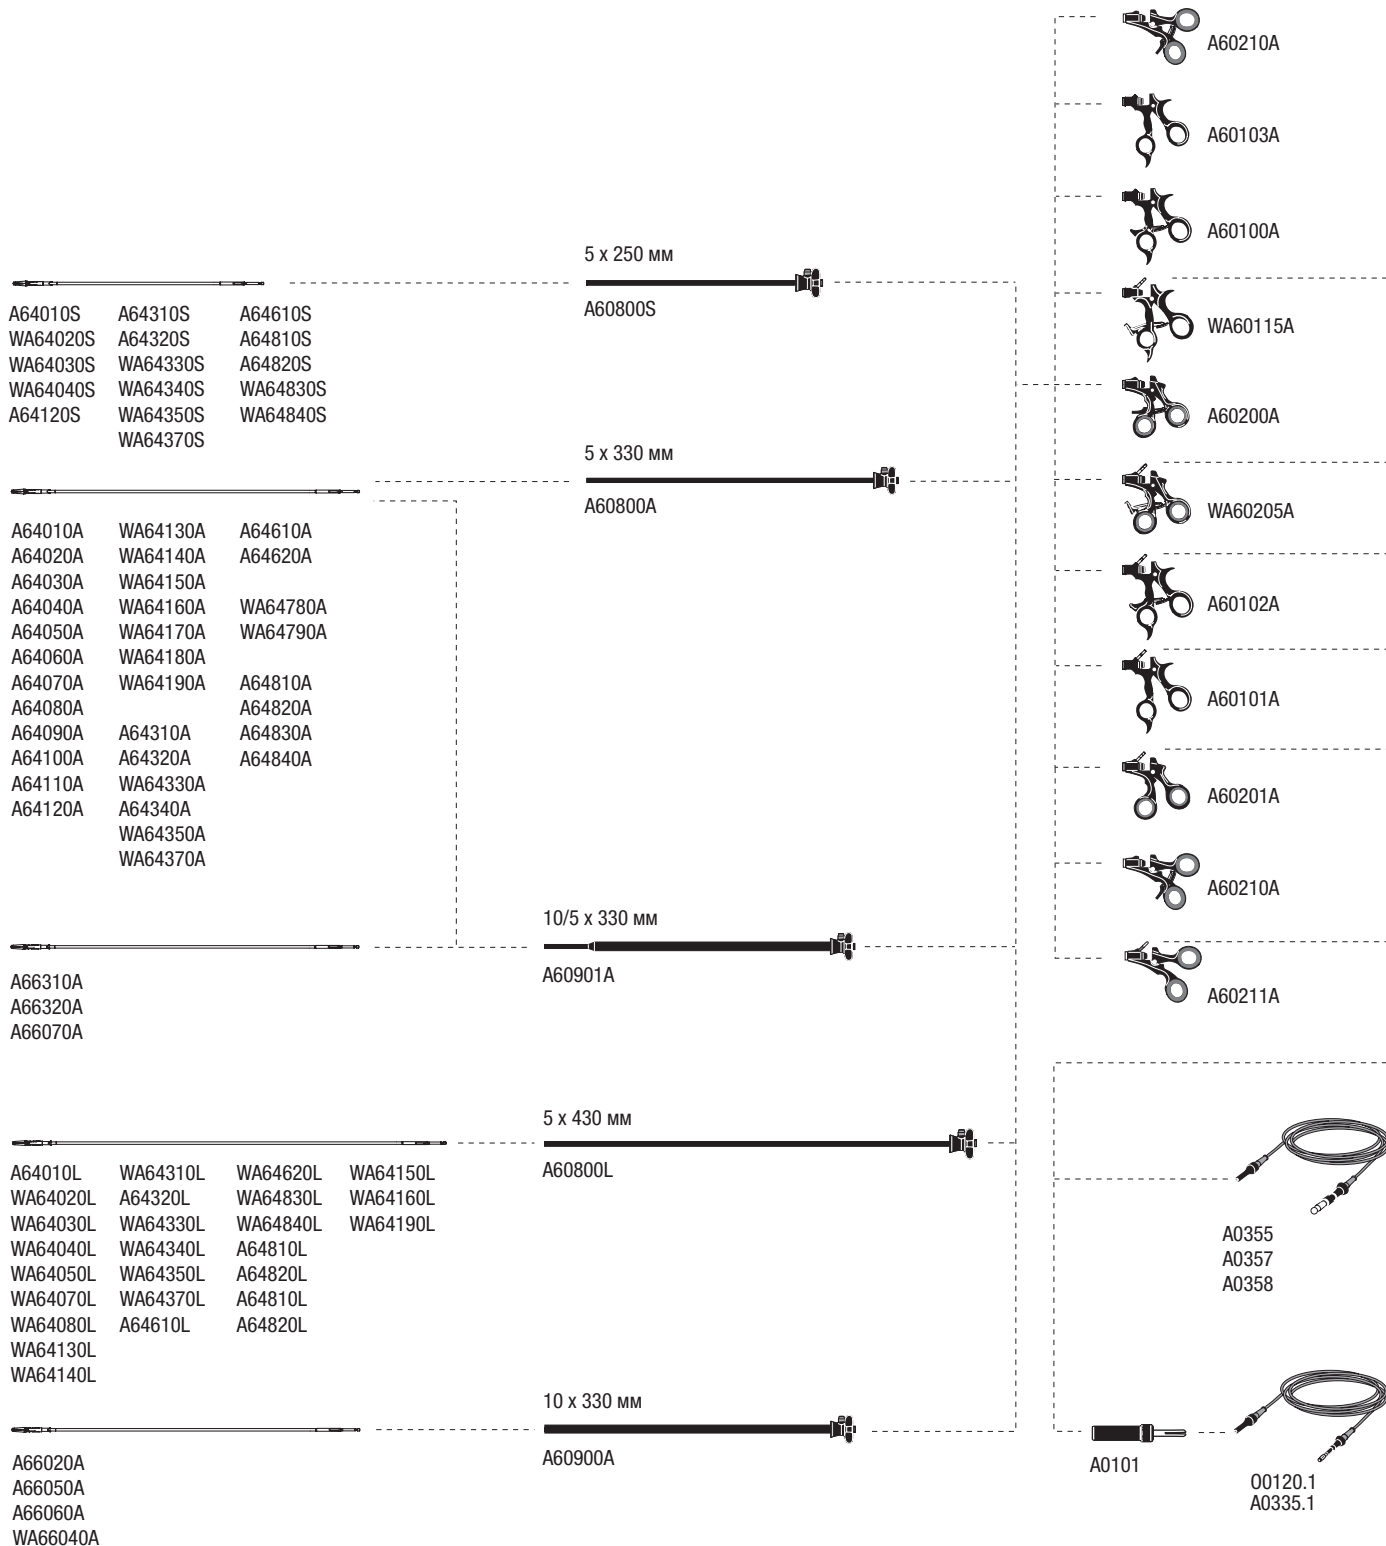 A60210A
A60103A
A60100A
WA60115A
A60200A
WA60205A
A60102A
A60101A
A60201A
A60210A
A60211A
5 x 250 мм
A60800S
A64010S A64310S A64610S
WA64020S A64320S A64810S
WA64030S WA64330S A64820S
WA64040S WA64340S WA64830S
A64120S WA64350S WA64840S
WA64370S
5 x 330 мм
A60800A
A64010A WA64130A A64610A
A64020A WA64140A A64620A
A64030A WA64150A
A64040A WA64160A WA64780A
A64050A WA64170A WA64790A
A64060A WA64180A
A64070A WA64190A A64810A
A64080A A64820A
A64090A A64310A A64830A
A64100A A64320A A64840A
A64110A WA64330A
A64120A A64340A
WA64350A
WA64370A
10/5 x 330 мм
A60901A
A66310A
A66320A
A66070A
5 x 430 мм
A60800L
A64010L WA64310L WA64620L WA64150L
WA64020L A64320L WA64830L WA64160L
WA64030L WA64330L WA64840L WA64190L
WA64040L WA64340L A64810L
WA64050L WA64350L A64820L
WA64070L WA64370L A64810L
WA64080L A64610L A64820L
WA64130L
WA64140L
10 x 330 мм
A60900A
A66020A
A66050A
A66060A
WA66040A
A0355
A0357
A0358
A0101
O0120.1
A0335.1